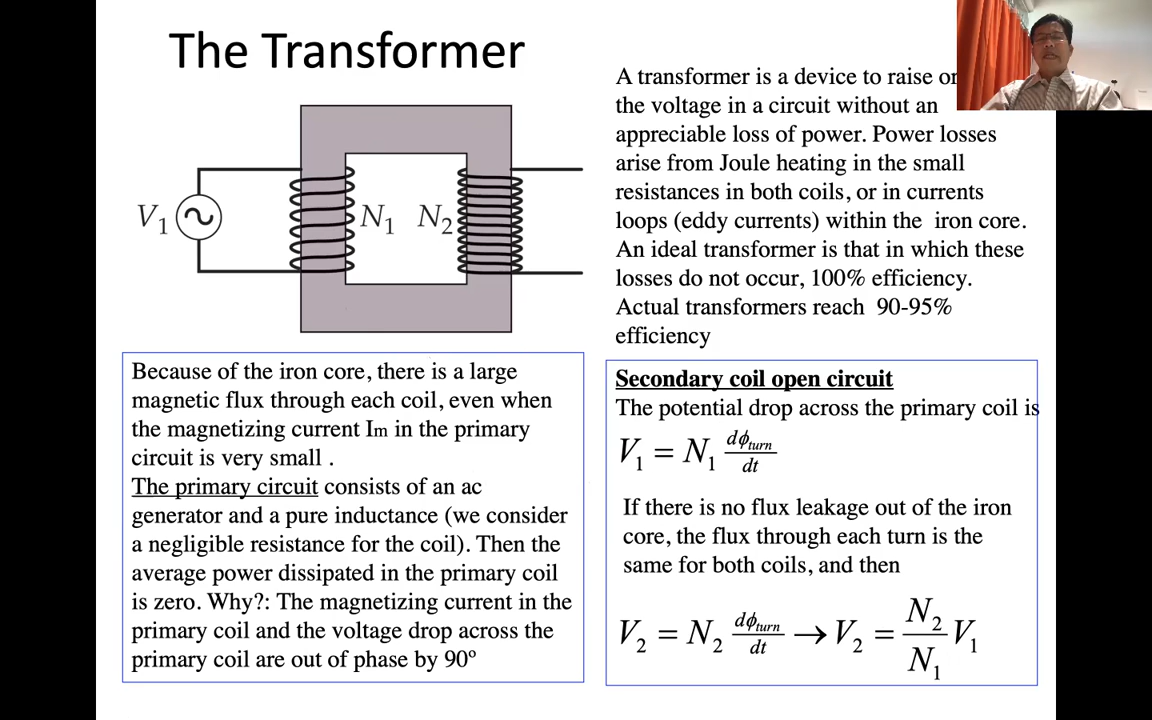 The Transformer
A transformer is a device to raise or
the voltage in a circuit without an
appreciable loss of power. Power losses
arise from Joule heating in the small
resistances in both coils, or in currents
loops (eddy currents) within the  iron core.
An ideal transformer is that in which these
losses do not occur, 100% efficiency.
Actual transformers reach  90-95%
efficiency
V₁
N₁ N₂
Because of the iron core, there is a large
magnetic flux through each coil, even when
the magnetizing current Im in the primary
circuit is very small .
The primary circuit consists of an ac
generator and a pure inductance (we consider
a negligible resistance for the coil). Then the
average power dissipated in the primary coil
is zero. Why?: The magnetizing current in the
primary coil and the voltage drop across the
primary coil are out of phase by 90º
Secondary coil open circuit
The potential drop across the primary coil is
V₁ = N₁ dϕturn/dt
If there is no flux leakage out of the iron
core, the flux through each turn is the
same for both coils, and then
V₂ = N₂ dϕturn/dt → V₂ = N₂/N₁ V₁